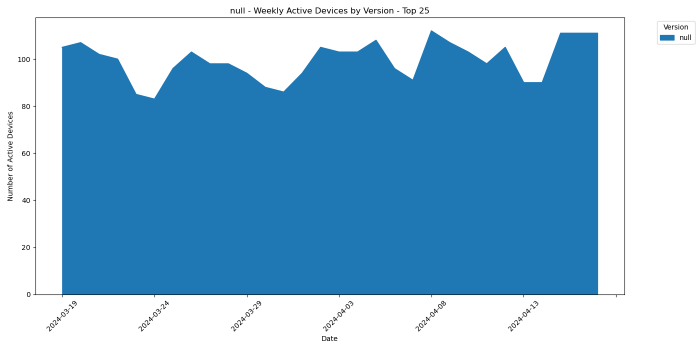 null - Weekly Active Devices by Version - Top 25
Version
null
Number of Active Devices
100
80
60
40
20
0
2024-03-19
2024-03-24
2024-03-29
2024-04-03
2024-04-08
2024-04-13
Date